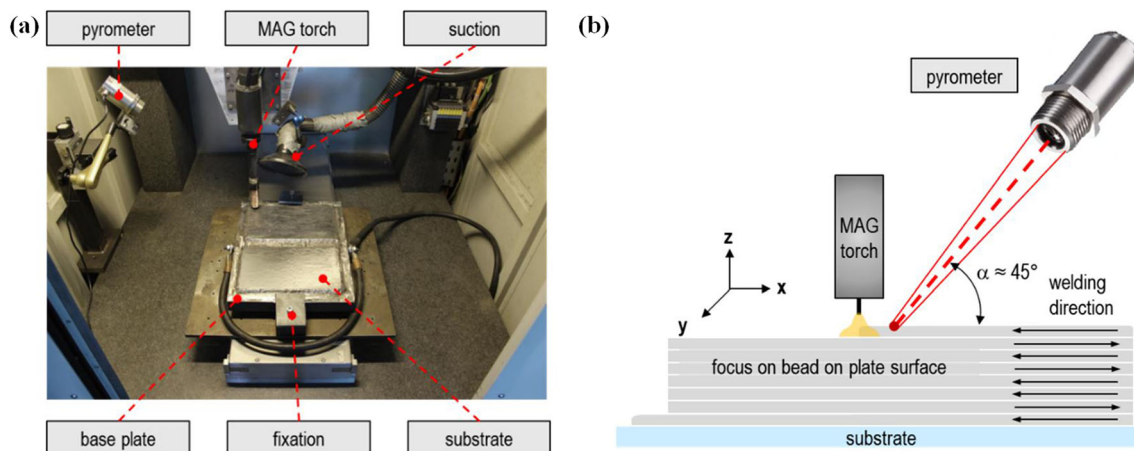 (a)
pyrometer
MAG torch
suction
base plate
fixation
substrate
(b)
pyrometer
MAG
torch
z
x
y
α ≈ 45°
welding
direction
focus on bead on plate surface
substrate